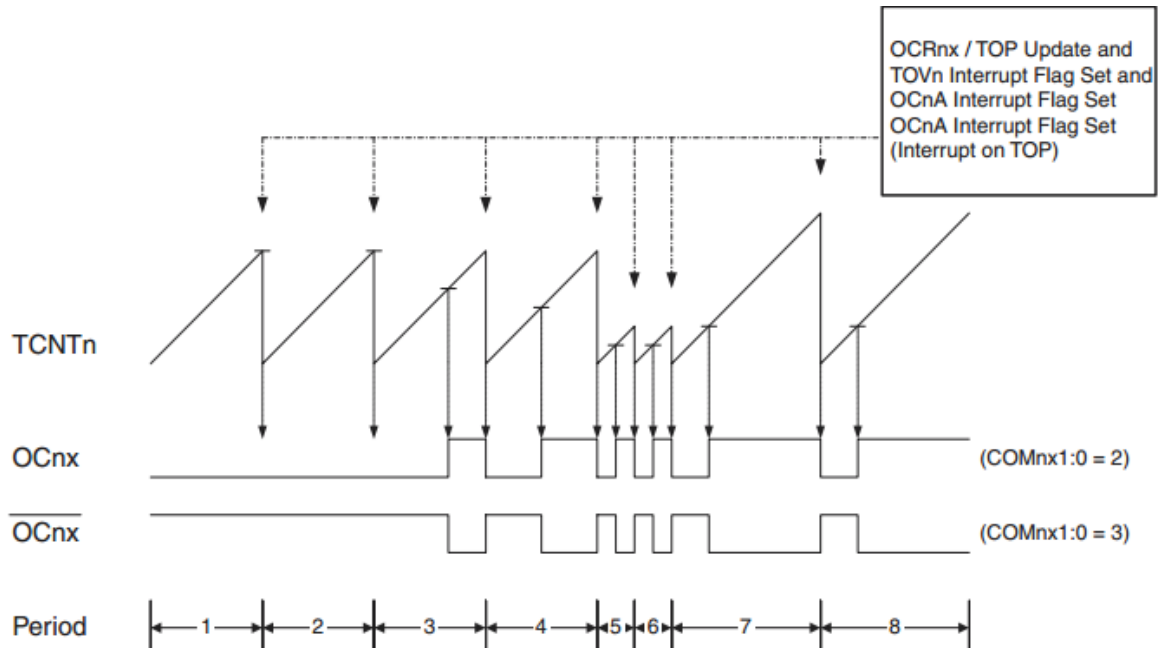 OCRnx / TOP Update and
TOVn Interrupt Flag Set and
OCnA Interrupt Flag Set
OCnA Interrupt Flag Set
(Interrupt on TOP)
TCNTn
OCnx
(COMnx1:0 = 2)
OCnx
(COMnx1:0 = 3)
Period
1 2 3 4 5 6 7 8